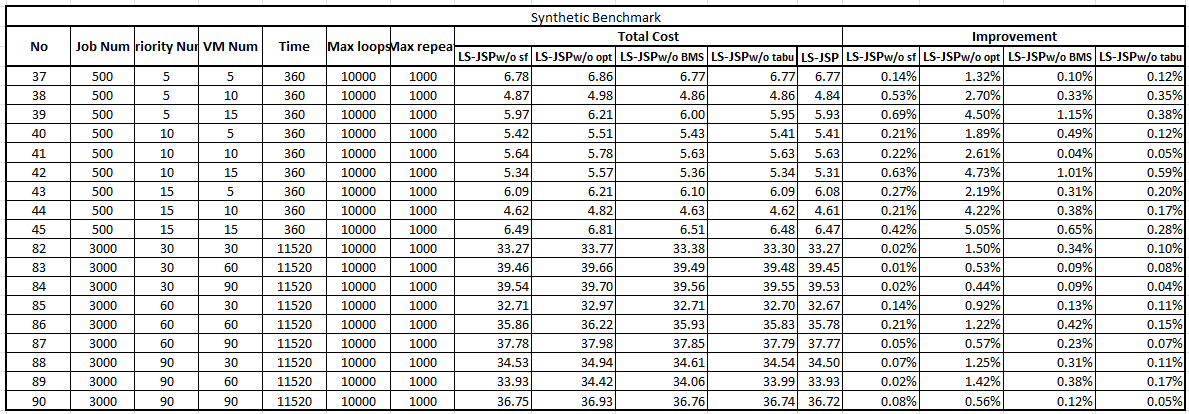 Synthetic Benchmark
No Job Num riority Nur VM Num Time Max loops Max repeat Total Cost Improvement
LS-JSPw/o sf LS-JSPw/o opt LS-JSPw/o BMS LS-JSPw/o tabu LS-JSP LS-JSPw/o sf LS-JSPw/o opt LS-JSPw/o BMS LS-JSPw/o tabu
37 500 5 5 360 10000 1000 6.78 6.86 6.77 6.77 6.77 0.14% 1.32% 0.10% 0.12%
38 500 5 10 360 10000 1000 4.87 4.98 4.86 4.86 4.84 0.53% 2.70% 0.33% 0.35%
39 500 5 15 360 10000 1000 5.97 6.21 6.00 5.95 5.93 0.69% 4.50% 1.15% 0.38%
40 500 10 5 360 10000 1000 5.42 5.51 5.43 5.41 5.41 0.21% 1.89% 0.49% 0.12%
41 500 10 10 360 10000 1000 5.64 5.78 5.63 5.63 5.63 0.22% 2.61% 0.04% 0.05%
42 500 10 15 360 10000 1000 5.34 5.57 5.36 5.34 5.31 0.63% 4.73% 1.01% 0.59%
43 500 15 5 360 10000 1000 6.09 6.21 6.10 6.09 6.08 0.27% 2.19% 0.31% 0.20%
44 500 15 10 360 10000 1000 4.62 4.82 4.63 4.62 4.61 0.21% 4.22% 0.38% 0.17%
45 500 15 15 360 10000 1000 6.49 6.81 6.51 6.48 6.47 0.42% 5.05% 0.65% 0.28%
82 3000 30 30 11520 10000 1000 33.27 33.77 33.38 33.30 33.27 0.02% 1.50% 0.34% 0.10%
83 3000 30 60 11520 10000 1000 39.46 39.66 39.49 39.48 39.45 0.01% 0.53% 0.09% 0.08%
84 3000 30 90 11520 10000 1000 39.54 39.70 39.56 39.55 39.53 0.02% 0.44% 0.09% 0.04%
85 3000 60 30 11520 10000 1000 32.71 32.97 32.71 32.70 32.67 0.14% 0.92% 0.13% 0.11%
86 3000 60 60 11520 10000 1000 35.86 36.22 35.93 35.83 35.78 0.21% 1.22% 0.42% 0.15%
87 3000 60 90 11520 10000 1000 37.78 37.98 37.85 37.79 37.77 0.05% 0.57% 0.23% 0.07%
88 3000 90 30 11520 10000 1000 34.53 34.94 34.61 34.54 34.50 0.07% 1.25% 0.31% 0.11%
89 3000 90 60 11520 10000 1000 33.93 34.42 34.06 33.99 33.93 0.02% 1.42% 0.38% 0.17%
90 3000 90 90 11520 10000 1000 36.75 36.93 36.76 36.74 36.72 0.08% 0.56% 0.12% 0.05%